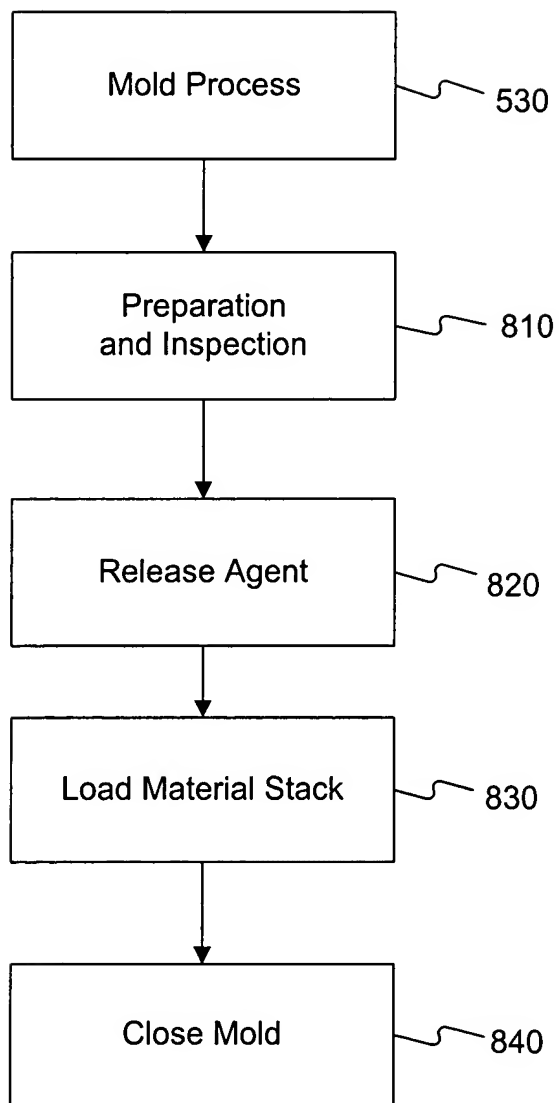 Mold Process
530
Preparation
and Inspection
810
Release Agent
820
Load Material Stack
830
Close Mold
840